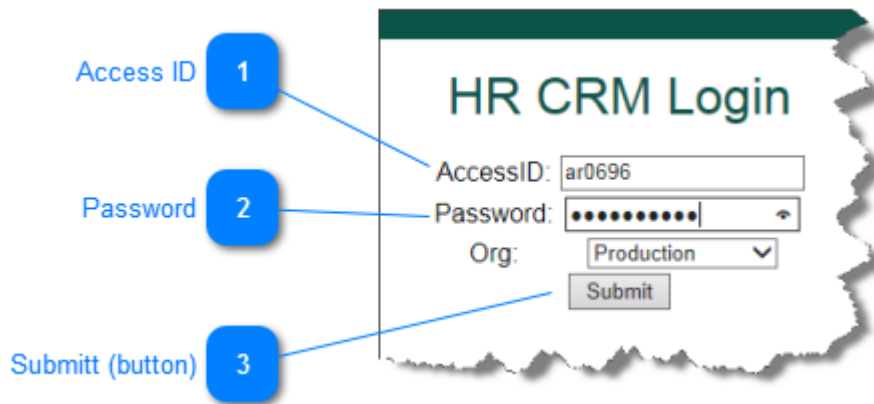 Access ID 1
HR CRM Login
AccessID: ar0696
Password 2
Password: ●●●●●●●●●●
Org: Production
Submit
Submitt (button) 3